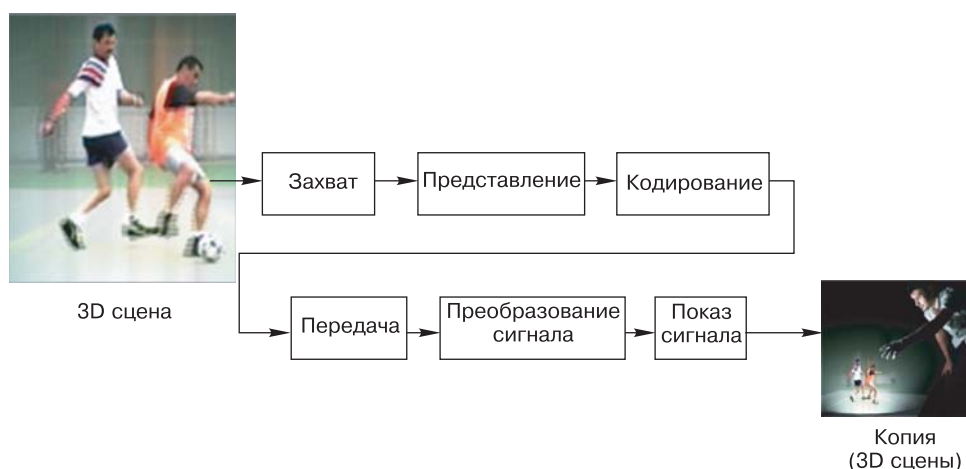 3D сцена
Захват
Представление
Кодирование
Передача
Преобразование
сигнала
Показ
сигнала
Копия
(3D сцены)